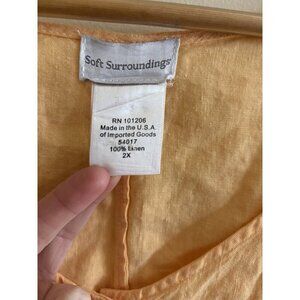 Soft Surroundings
RN 101206
Made in the U.S.A.
of Imported Goods
54017
100% Linen
2X